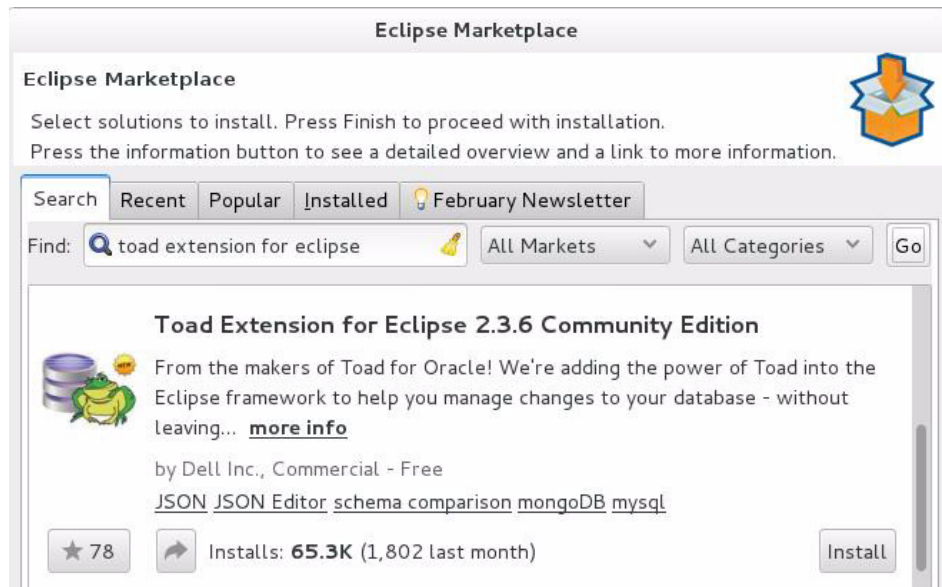 Eclipse Marketplace
Eclipse Marketplace
Select solutions to install. Press Finish to proceed with installation.
Press the information button to see a detailed overview and a link to more information.
Search Recent Popular Installed February Newsletter
Find: toad extension for eclipse All Markets All Categories Go
Toad Extension for Eclipse 2.3.6 Community Edition
NEW
From the makers of Toad for Oracle! We're adding the power of Toad into the
Eclipse framework to help you manage changes to your database - without
leaving... more info
by Dell Inc., Commercial - Free
JSON JSON Editor schema comparison mongoDB mysql
78 Installs: 65.3K (1,802 last month) Install